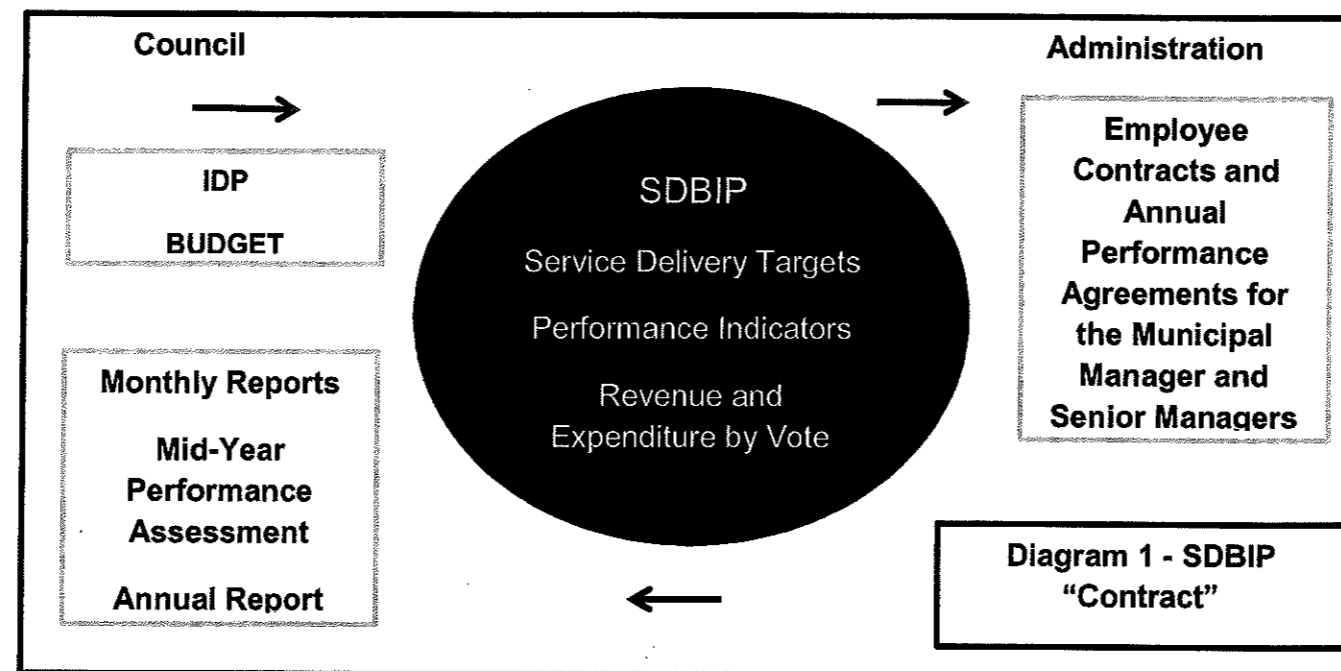 Council
IDP
BUDGET
Monthly Reports
Mid-Year
Performance
Assessment
Annual Report
SDBIP
Service Delivery Targets
Performance Indicators
Revenue and
Expenditure by Vote
Administration
Employee
Contracts and
Annual
Performance
Agreements for
the Municipal
Manager and
Senior Managers
Diagram 1 - SDBIP
“Contract”